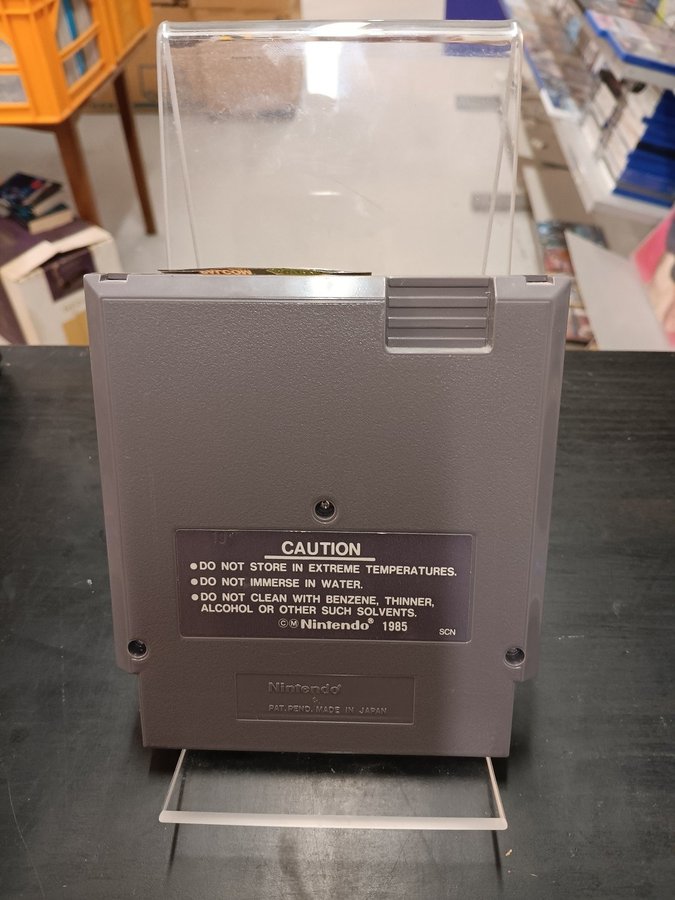 CAUTION
●DO NOT STORE IN EXTREME TEMPERATURES.
●DO NOT IMMERSE IN WATER.
●DO NOT CLEAN WITH BENZENE, THINNER,
ALCOHOL OR OTHER SUCH SOLVENTS.
©Ⓜ Nintendo® 1985
SCN
Nintendo®
PAT. PEND. MADE IN JAPAN